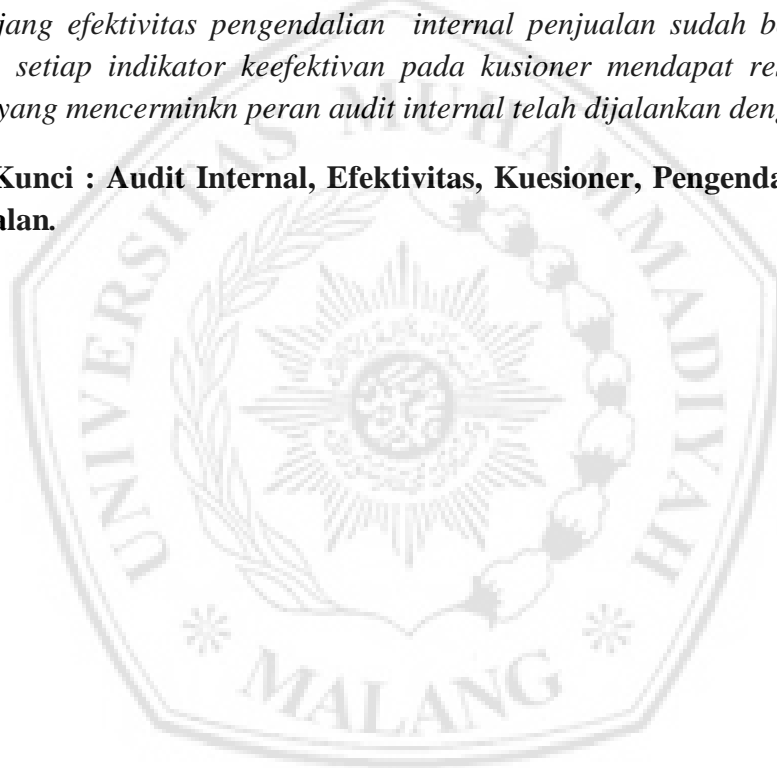 jang efektivitas pengendalian internal penjualan sudah b
setiap indikator keefektivan pada kusioner mendapat re
yang mencerminkn peran audit internal telah dijalankan den
Kunci : Audit Internal, Efektivitas, Kuesioner, Pengenda
alan.
UNIVERSITAS MUHAMMADIYAH
MALANG